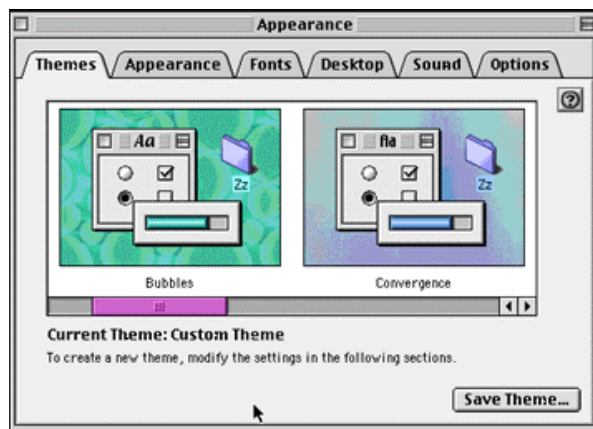 Appearance
Themes Appearance Fonts Desktop Sound Options
?
Aa Aa
Zz Zz
Bubbles Convergence
Current Theme: Custom Theme
To create a new theme, modify the settings in the following sections.
Save Theme...